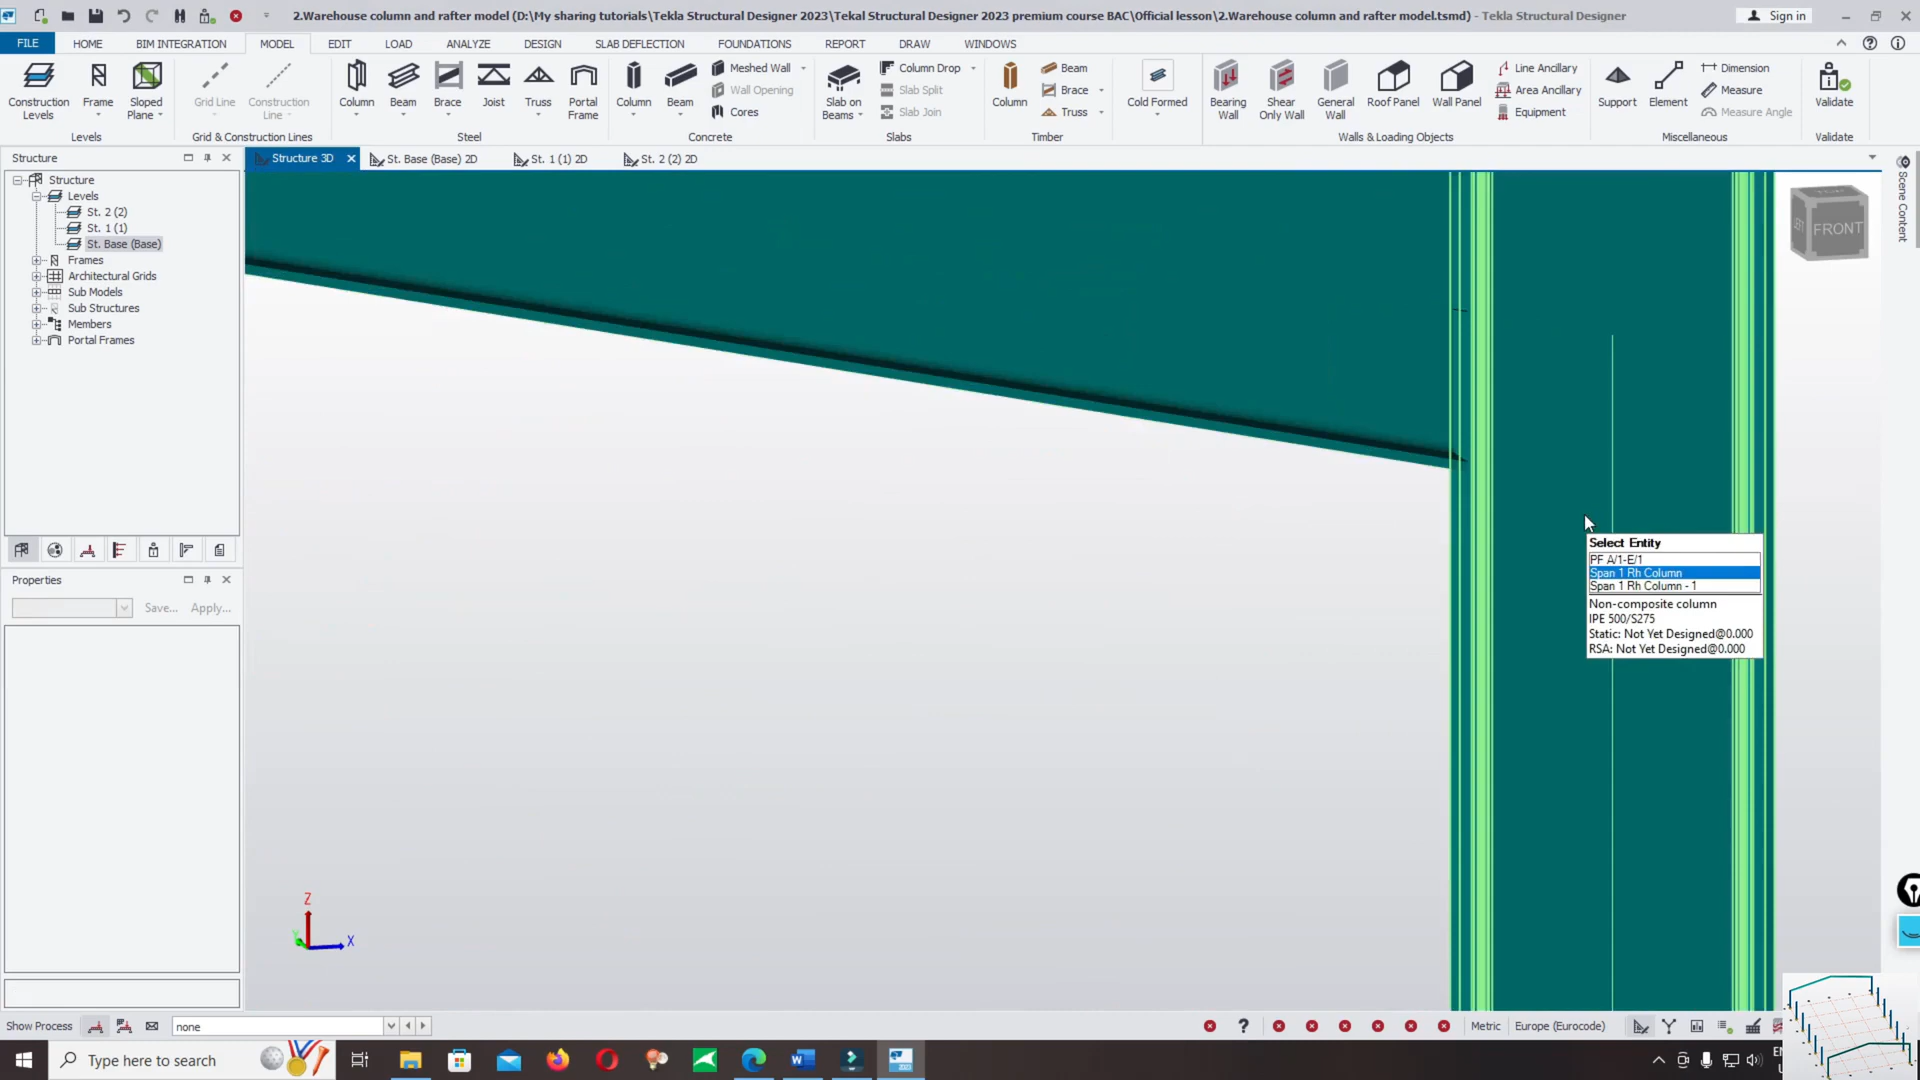 2.Warehouse column and rafter model (D:\My sharing tutorials\Tekla Structural Designer 2023\Tekal Structural Designer 2023 premium course BAC\Official lesson\2.Warehouse column and rafter model.tsmd) - Tekla Structural Designer
Sign in
FILE HOME BIM INTEGRATION MODEL EDIT LOAD ANALYZE DESIGN SLAB DEFLECTION FOUNDATIONS REPORT DRAW WINDOWS
Construction Levels
Frame
Sloped Plane
Levels
Grid Line
Construction Line
Grid & Construction Lines
Column
Beam
Brace
Joist
Truss
Portal Frame
Steel
Column
Beam
Meshed Wall
Wall Opening
Cores
Concrete
Slab on Beams
Column Drop
Slab Split
Slab Join
Slabs
Column
Beam
Brace
Truss
Timber
Cold Formed
Bearing Wall
Shear Only Wall
General Wall
Roof Panel
Wall Panel
Line Ancillary
Area Ancillary
Equipment
Walls & Loading Objects
Support
Element
Dimension
Measure
Measure Angle
Miscellaneous
Validate
Validate
Structure
Structure 3D
St. Base (Base) 2D
St. 1 (1) 2D
St. 2 (2) 2D
Scene Content
Structure
Levels
St. 2 (2)
St. 1 (1)
St. Base (Base)
Frames
Architectural Grids
Sub Models
Sub Structures
Members
Portal Frames
LEFT
FRONT
Properties
Save...
Apply...
Select Entity
PF A/1-E/1
Span 1 Rh Column
Span 1 Rh Column - 1
Non-composite column
IPE 500/S275
Static: Not Yet Designed@0.000
RSA: Not Yet Designed@0.000
Z
Y
X
Show Process
none
Metric
Europe (Eurocode)
Type here to search